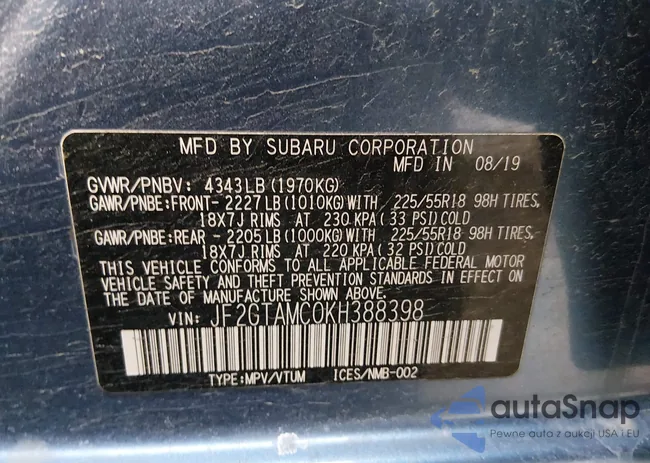 MFD BY SUBARU CORPORATION
MFD IN 08/19
GVWR/PNBV: 4343LB (1970KG)
GAWR/PNBE:FRONT- 2227LB (1010KG) WITH 225/55R18 98H TIRES,
18X7J RIMS AT 230 KPA (33 PSI) COLD
GAWR/PNBE:REAR - 2205LB (1000KG) WITH 225/55R18 98H TIRES,
18X7J RIMS AT 220 KPA (32 PSI) COLD
THIS VEHICLE CONFORMS TO ALL APPLICABLE FEDERAL MOTOR
VEHICLE SAFETY AND THEFT PREVENTION STANDARDS IN EFFECT ON
THE DATE OF MANUFACTURE SHOWN ABOVE.
VIN: JF2GTAMC0KH388398
TYPE:MPV/VTUM ICES/NMB-002
autaSnap
Pewne auta z aukcji USA i EU